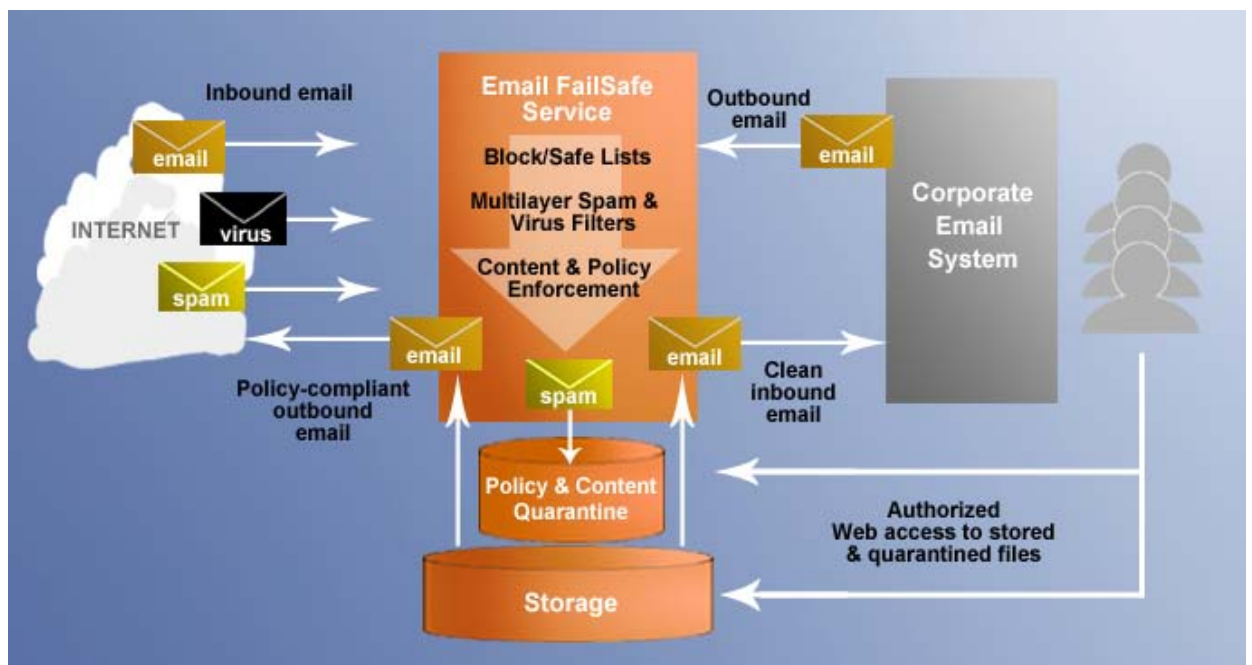 Inbound email
email
INTERNET
virus
spam
email
Policy-compliant
outbound
email
Email FailSafe
Service
Block/Safe Lists
Multilayer Spam &
Virus Filters
Content & Policy
Enforcement
spam
email
Outbound
email
email
Clean
inbound
email
Corporate
Email
System
Policy & Content
Quarantine
Storage
Authorized
Web access to stored
& quarantined files